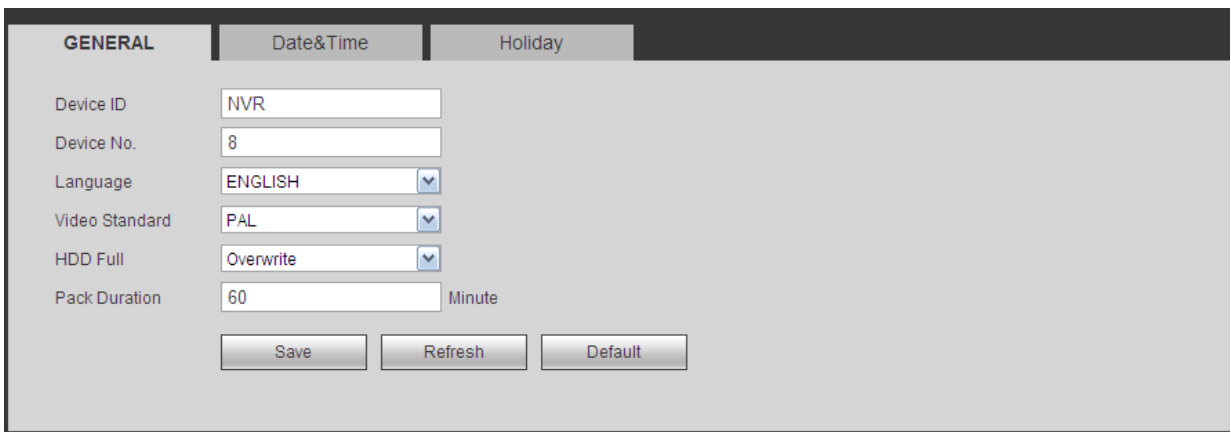 GENERAL Date&Time Holiday
Device ID NVR
Device No. 8
Language ENGLISH
Video Standard PAL
HDD Full Overwrite
Pack Duration 60 Minute
Save Refresh Default